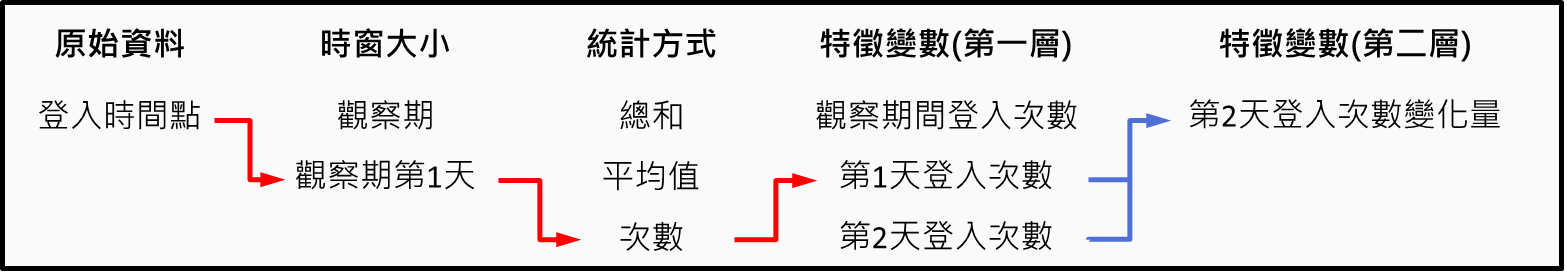 原始資料 時窗大小 統計方式 特徵變數(第一層) 特徵變數(第二層)
登入時間點 觀察期 總和 觀察期間登入次數 第2天登入次數變化量
觀察期第1天 平均值 第1天登入次數
次數 第2天登入次數